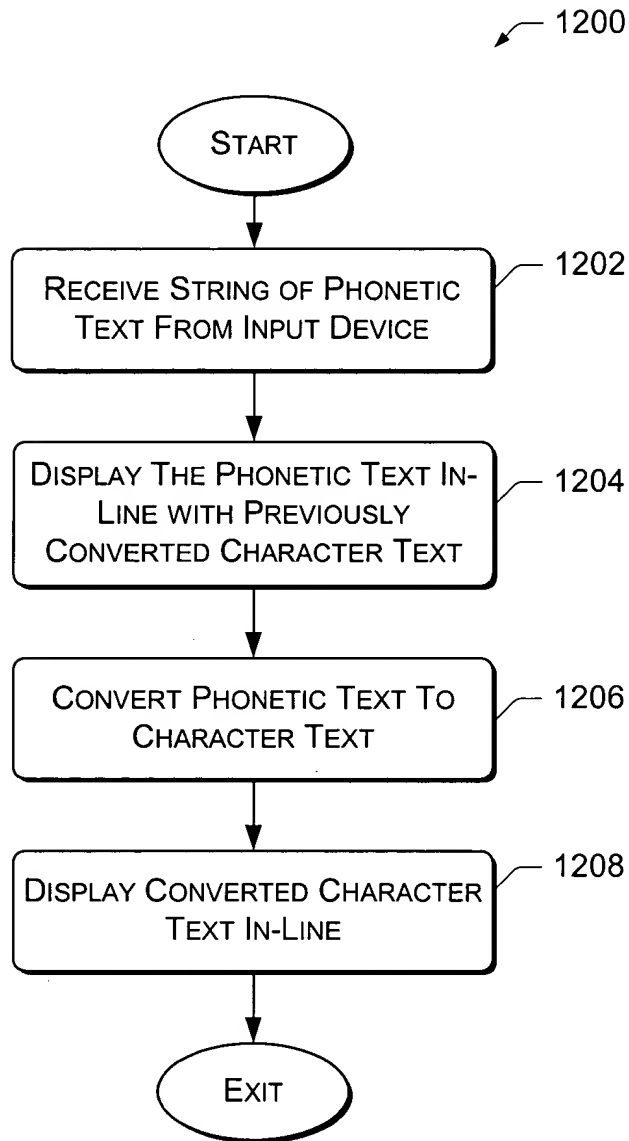 1200
START
1202
RECEIVE STRING OF PHONETIC
TEXT FROM INPUT DEVICE
1204
DISPLAY THE PHONETIC TEXT IN-
LINE WITH PREVIOUSLY
CONVERTED CHARACTER TEXT
1206
CONVERT PHONETIC TEXT TO
CHARACTER TEXT
1208
DISPLAY CONVERTED CHARACTER
TEXT IN-LINE
EXIT